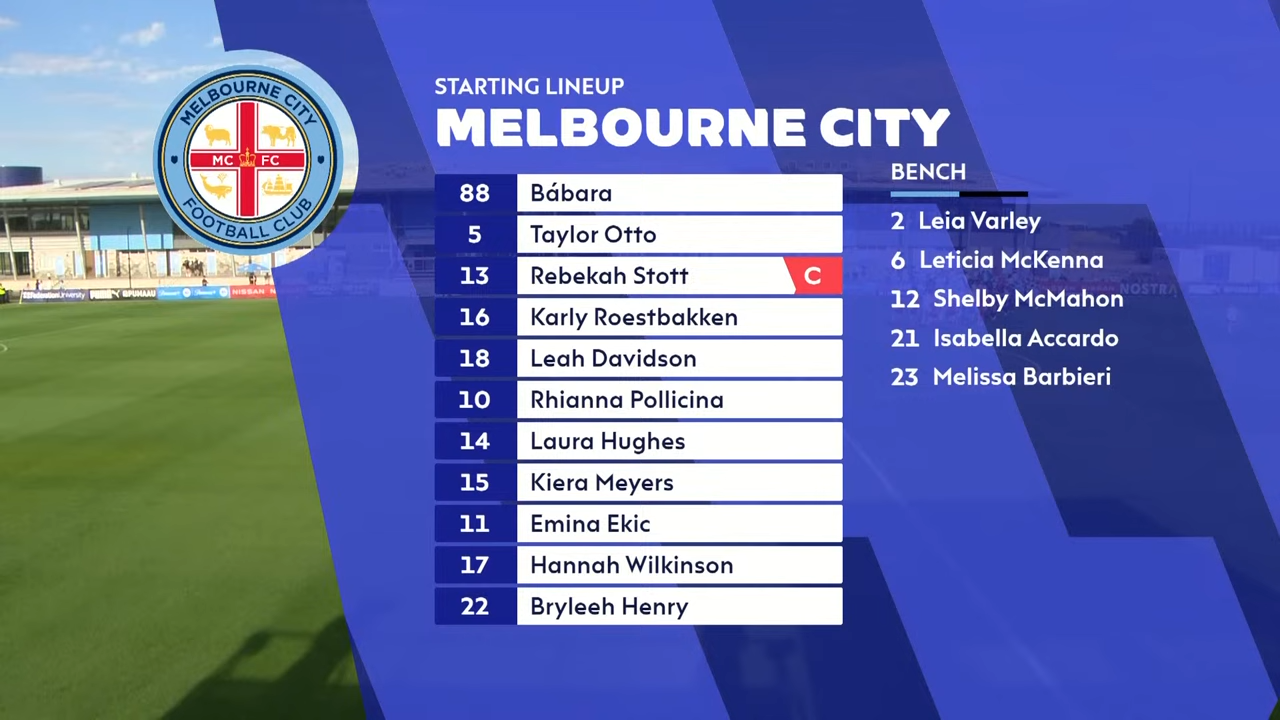 MELBOURNE CITY
MC FC
FOOTBALL CLUB
STARTING LINEUP
MELBOURNE CITY
88 Bábara
5 Taylor Otto
13 Rebekah Stott C
16 Karly Roestbakken
18 Leah Davidson
10 Rhianna Pollicina
14 Laura Hughes
15 Kiera Meyers
11 Emina Ekic
17 Hannah Wilkinson
22 Bryleeh Henry
BENCH
2 Leia Varley
6 Leticia McKenna
12 Shelby McMahon
21 Isabella Accardo
23 Melissa Barbieri
NISSAN
NOSTRA